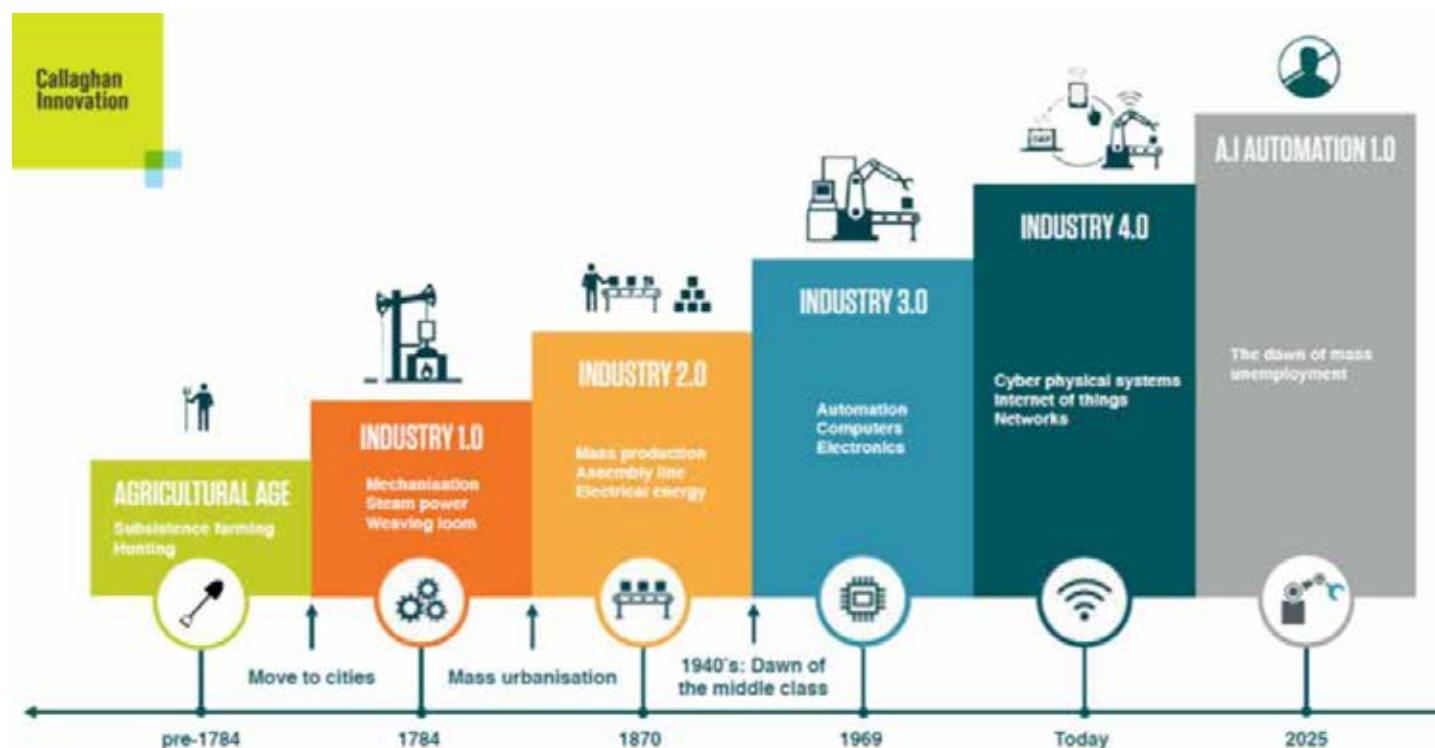 Callaghan
Innovation
AGRICULTURAL AGE
Subsistence farming
Hunting
INDUSTRY 1.0
Mechanisation
Steam power
Weaving loom
INDUSTRY 2.0
Mass production
Assembly line
Electrical energy
INDUSTRY 3.0
Automation
Computers
Electronics
INDUSTRY 4.0
Cyber physical systems
Internet of things
Networks
A.I AUTOMATION 1.0
The dawn of mass
unemployment
Move to cities
Mass urbanisation
1940's: Dawn of
the middle class
pre-1784
1784
1870
1969
Today
2025